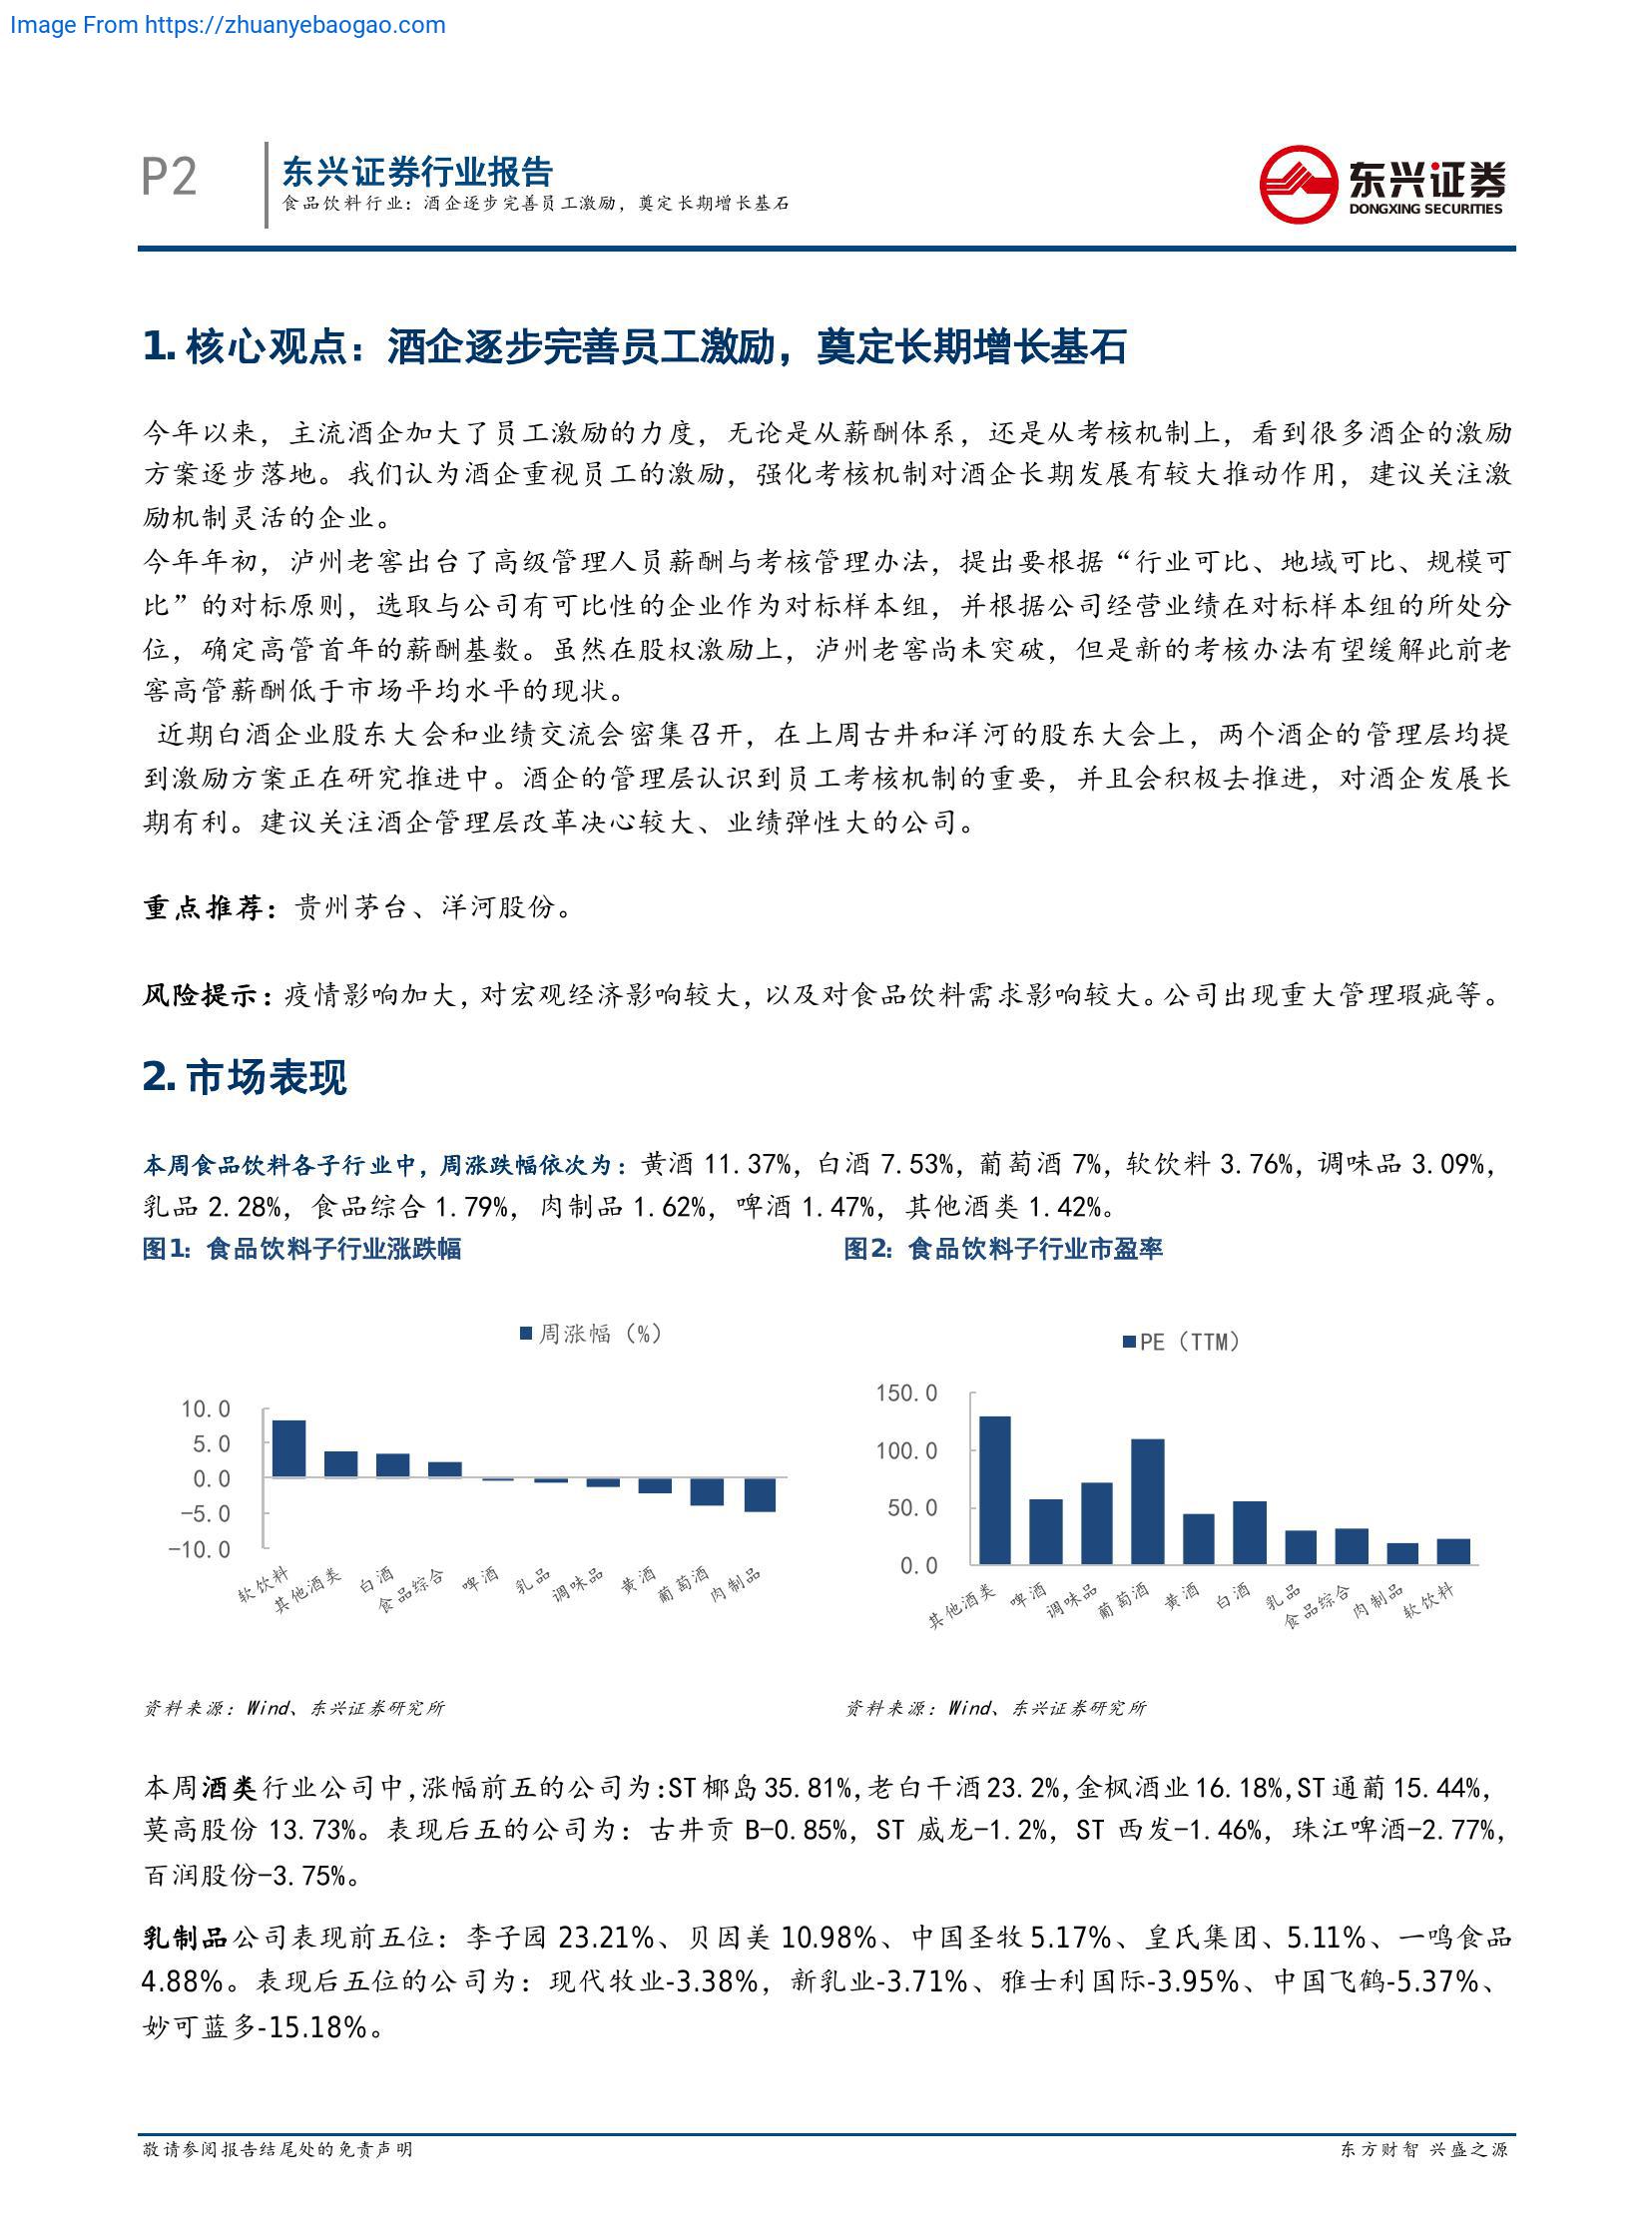 Image From https://zhuanyebaogao.com
P2
东兴证券行业报告
食品饮料行业：酒企逐步完善员工激励，奠定长期增长基石
东兴证券
DONGXING SECURITIES
1. 核心观点：酒企逐步完善员工激励，奠定长期增长基石
今年以来，主流酒企加大了员工激励的力度，无论是从薪酬体系，还是从考核机制上，看到很多酒企的激励
方案逐步落地。我们认为酒企重视员工的激励，强化考核机制对酒企长期发展有较大推动作用，建议关注激
励机制灵活的企业。
今年年初，泸州老窖出台了高级管理人员薪酬与考核管理办法，提出要根据“行业可比、地域可比、规模可
比”的对标原则，选取与公司有可比性的企业作为对标样本组，并根据公司经营业绩在对标样本组的所处分
位，确定高管首年的薪酬基数。虽然在股权激励上，泸州老窖尚未突破，但是新的考核办法有望缓解此前老
窖高管薪酬低于市场平均水平的现状。
近期白酒企业股东大会和业绩交流会密集召开，在上周古井和洋河的股东大会上，两个酒企的管理层均提
到激励方案正在研究推进中。酒企的管理层认识到员工考核机制的重要，并且会积极去推进，对酒企发展长
期有利。建议关注酒企管理层改革决心较大、业绩弹性大的公司。
重点推荐：贵州茅台、洋河股份。
风险提示：疫情影响加大，对宏观经济影响较大，以及对食品饮料需求影响较大。公司出现重大管理瑕疵等。
2. 市场表现
本周食品饮料各子行业中，周涨跌幅依次为：黄酒 11.37%，白酒 7.53%，葡萄酒 7%，软饮料 3.76%，调味品 3.09%，
乳品 2.28%，食品综合 1.79%，肉制品 1.62%，啤酒 1.47%，其他酒类 1.42%。
图1：食品饮料子行业涨跌幅
周涨幅（%）
10.0
5.0
0.0
-5.0
-10.0
软饮料 其他酒类 白酒 食品综合 啤酒 乳品 调味品 黄酒 葡萄酒 肉制品
资料来源：Wind、东兴证券研究所
图2：食品饮料子行业市盈率
PE（TTM）
150.0
100.0
50.0
0.0
其他酒类 啤酒 调味品 葡萄酒 黄酒 白酒 乳品 食品综合 肉制品 软饮料
资料来源：Wind、东兴证券研究所
本周酒类行业公司中,涨幅前五的公司为:ST椰岛35.81%,老白干酒23.2%,金枫酒业16.18%,ST通葡15.44%,
莫高股份 13.73%。表现后五的公司为：古井贡 B-0.85%，ST 威龙-1.2%，ST 西发-1.46%，珠江啤酒-2.77%，
百润股份-3.75%。
乳制品公司表现前五位：李子园 23.21%、贝因美 10.98%、中国圣牧 5.17%、皇氏集团、5.11%、一鸣食品
4.88%。表现后五位的公司为：现代牧业-3.38%，新乳业-3.71%、雅士利国际-3.95%、中国飞鹤-5.37%、
妙可蓝多-15.18%。
敬请参阅报告结尾处的免责声明
东方财智 兴盛之源